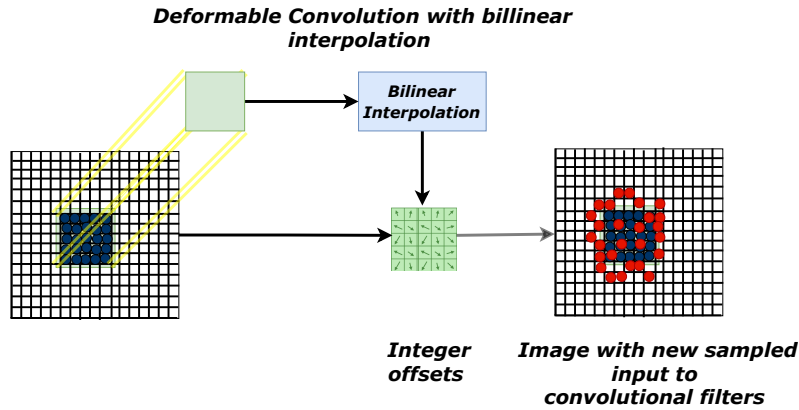 Deformable Convolution with billinear
interpolation
Bilinear
Interpolation
Integer
offsets
Image with new sampled
input to
convolutional filters